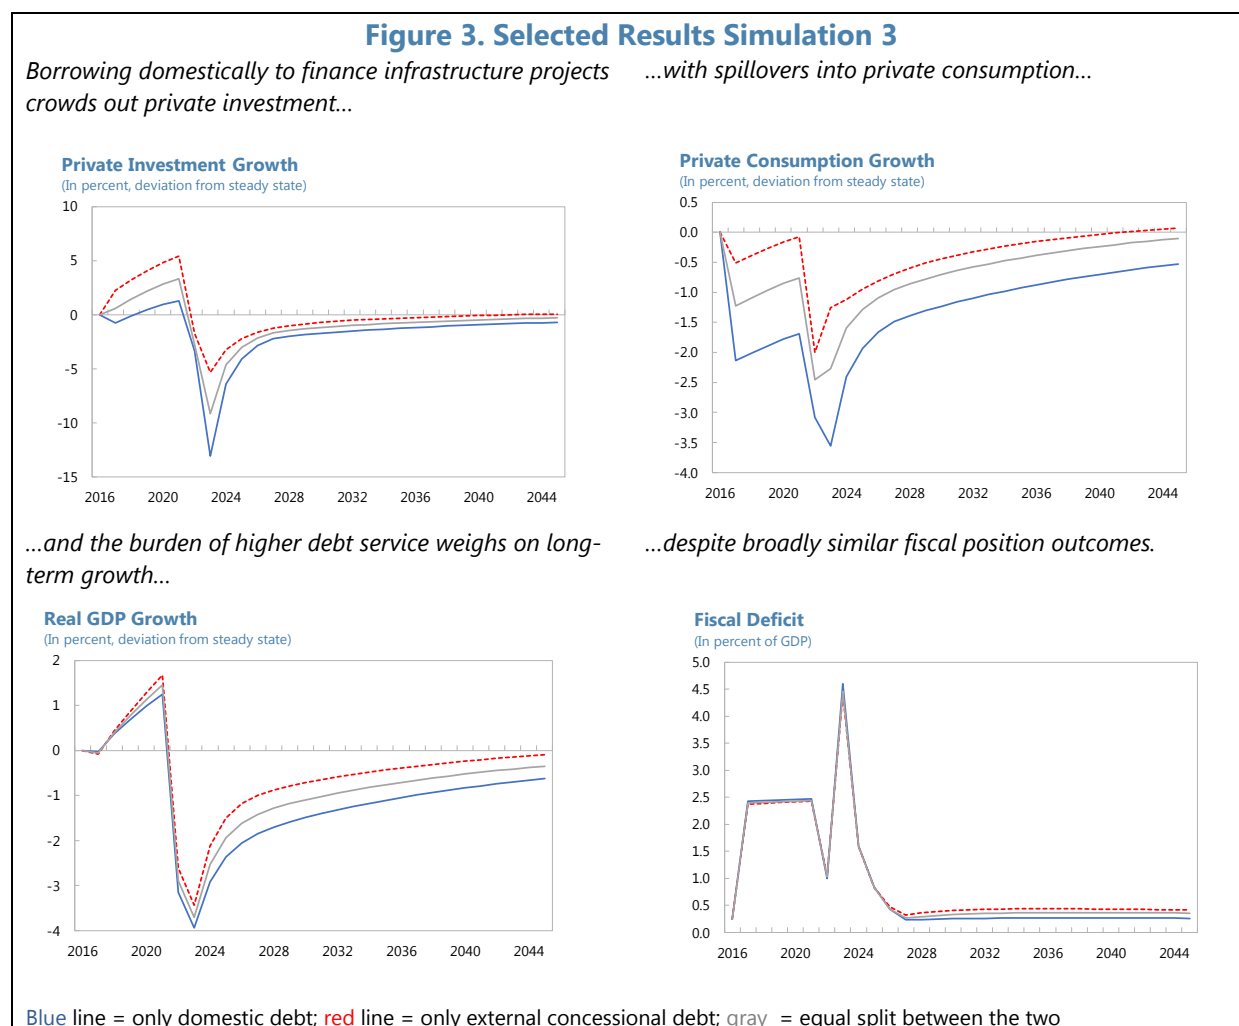 Figure 3. Selected Results Simulation 3
Borrowing domestically to finance infrastructure projects
crowds out private investment...
...with spillovers into private consumption...
Private Investment Growth
(In percent, deviation from steady state)
10
5
0
-5
-10
-15
2016 2020 2024 2028 2032 2036 2040 2044
Private Consumption Growth
(In percent, deviation from steady state)
0.5
0.0
-0.5
-1.0
-1.5
-2.0
-2.5
-3.0
-3.5
-4.0
2016 2020 2024 2028 2032 2036 2040 2044
...and the burden of higher debt service weighs on long-
term growth...
...despite broadly similar fiscal position outcomes.
Real GDP Growth
(In percent, deviation from steady state)
2
1
0
-1
-2
-3
-4
2016 2020 2024 2028 2032 2036 2040 2044
Fiscal Deficit
(In percent of GDP)
5.0
4.5
4.0
3.5
3.0
2.5
2.0
1.5
1.0
0.5
0.0
2016 2020 2024 2028 2032 2036 2040 2044
Blue line = only domestic debt; red line = only external concessional debt; gray = equal split between the two